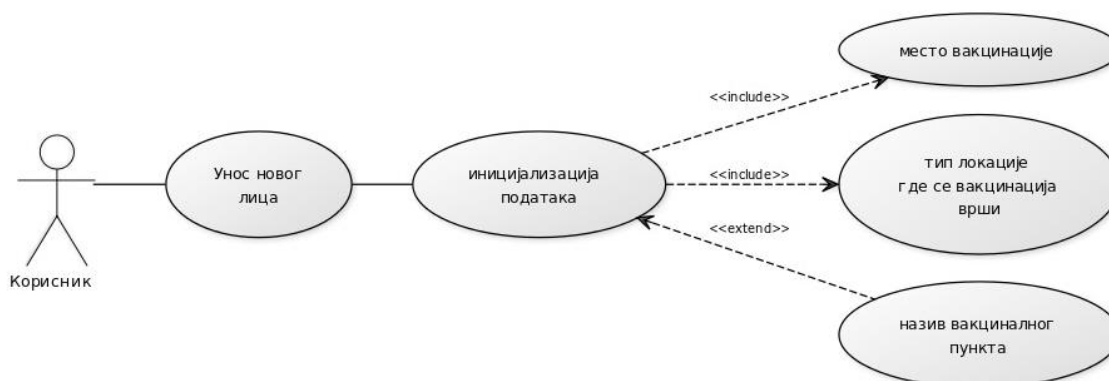 место вакцинације
<<include>>
Унос новог
лица
иницијализација
података
<<include>>
тип локације
где се вакцинација
врши
<<extend>>
Корисник
назив вакциналног
пункта